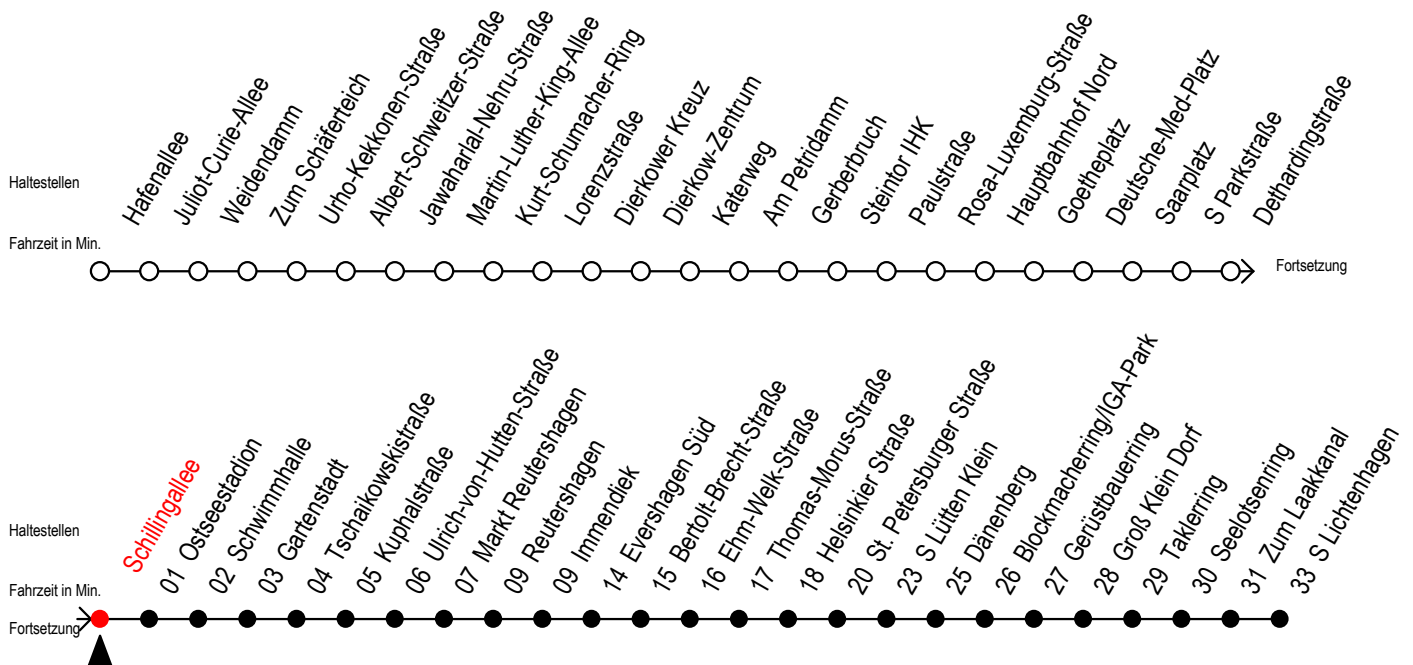 Haltestellen
Hafenallee
Juliot-Curie-Allee
Weidendamm
Zum Schäferteich
Urho-Kekkonen-Straße
Albert-Schweitzer-Straße
Jawaharlal-Nehru-Straße
Martin-Luther-King-Allee
Kurt-Schumacher-Ring
Lorenzstraße
Dierkower Kreuz
Dierkow-Zentrum
Katerweg
Am Petridamm
Gerberbruch
Steintor IHK
Paulstraße
Rosa-Luxemburg-Straße
Hauptbahnhof Nord
Goetheplatz
Deutsche-Med-Platz
Saarplatz
S Parkstraße
Dethardingstraße
Fahrzeit in Min.
Fortsetzung
Haltestellen
Schillingallee
01 Ostseestadion
02 Schwimmhalle
03 Gartenstadt
04 Tschaikowskistraße
05 Kuphalstraße
06 Ulrich-von-Hutten-Straße
07 Markt Reutershagen
09 Reutershagen
09 Immendiek
14 Evershagen Süd
15 Bertolt-Brecht-Straße
16 Ehm-Welk-Straße
17 Thomas-Morus-Straße
18 Helsinkier Straße
20 St. Petersburger Straße
23 S Lütten Klein
25 Dänenberg
26 Blockmacherring/IGA-Park
27 Gerüstbauerring
28 Groß Klein Dorf
29 Taklerring
30 Seelotsenring
31 Zum Laakkanal
33 S Lichtenhagen
Fahrzeit in Min.
Fortsetzung